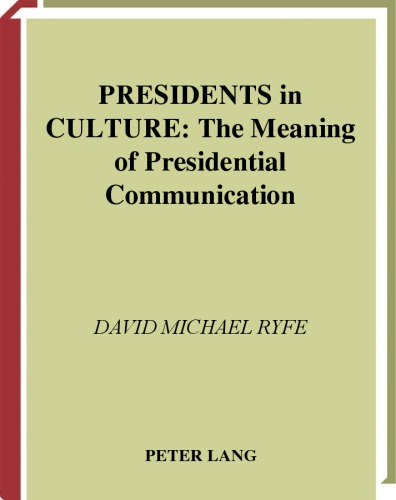 PRESIDENTS in
CULTURE: The Meaning
of Presidential
Communication
DAVID MICHAEL RYFE
PETER LANG